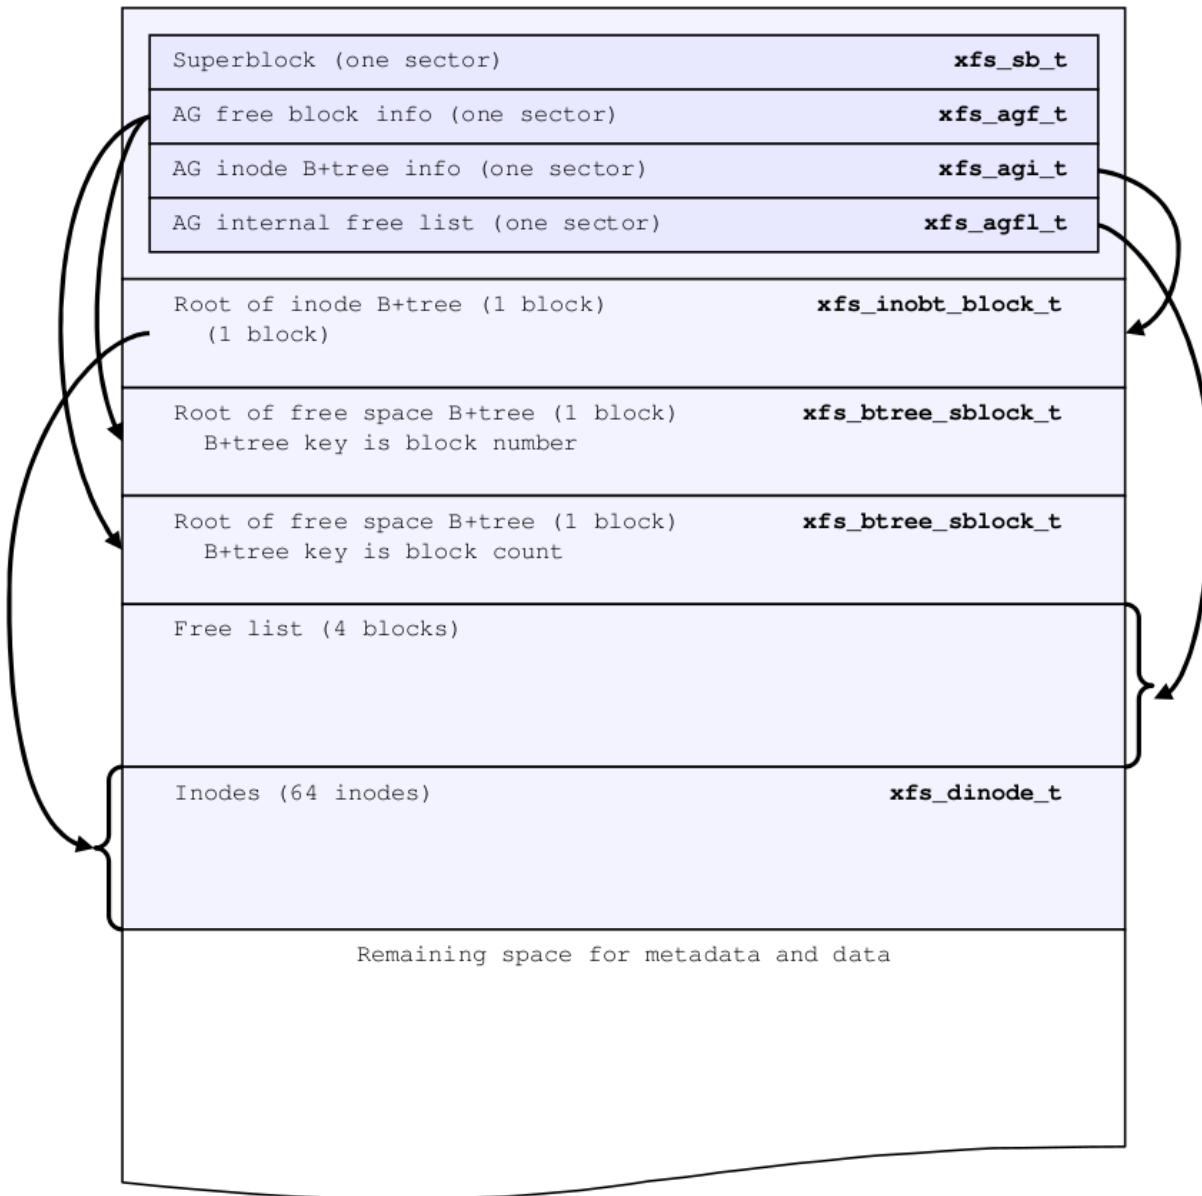 Superblock (one sector) xfs_sb_t
AG free block info (one sector) xfs_agf_t
AG inode B+tree info (one sector) xfs_agi_t
AG internal free list (one sector) xfs_agfl_t
Root of inode B+tree (1 block) xfs_inobt_block_t
(1 block)
Root of free space B+tree (1 block) xfs_btree_sblock_t
B+tree key is block number
Root of free space B+tree (1 block) xfs_btree_sblock_t
B+tree key is block count
Free list (4 blocks)
Inodes (64 inodes) xfs_dinode_t
Remaining space for metadata and data